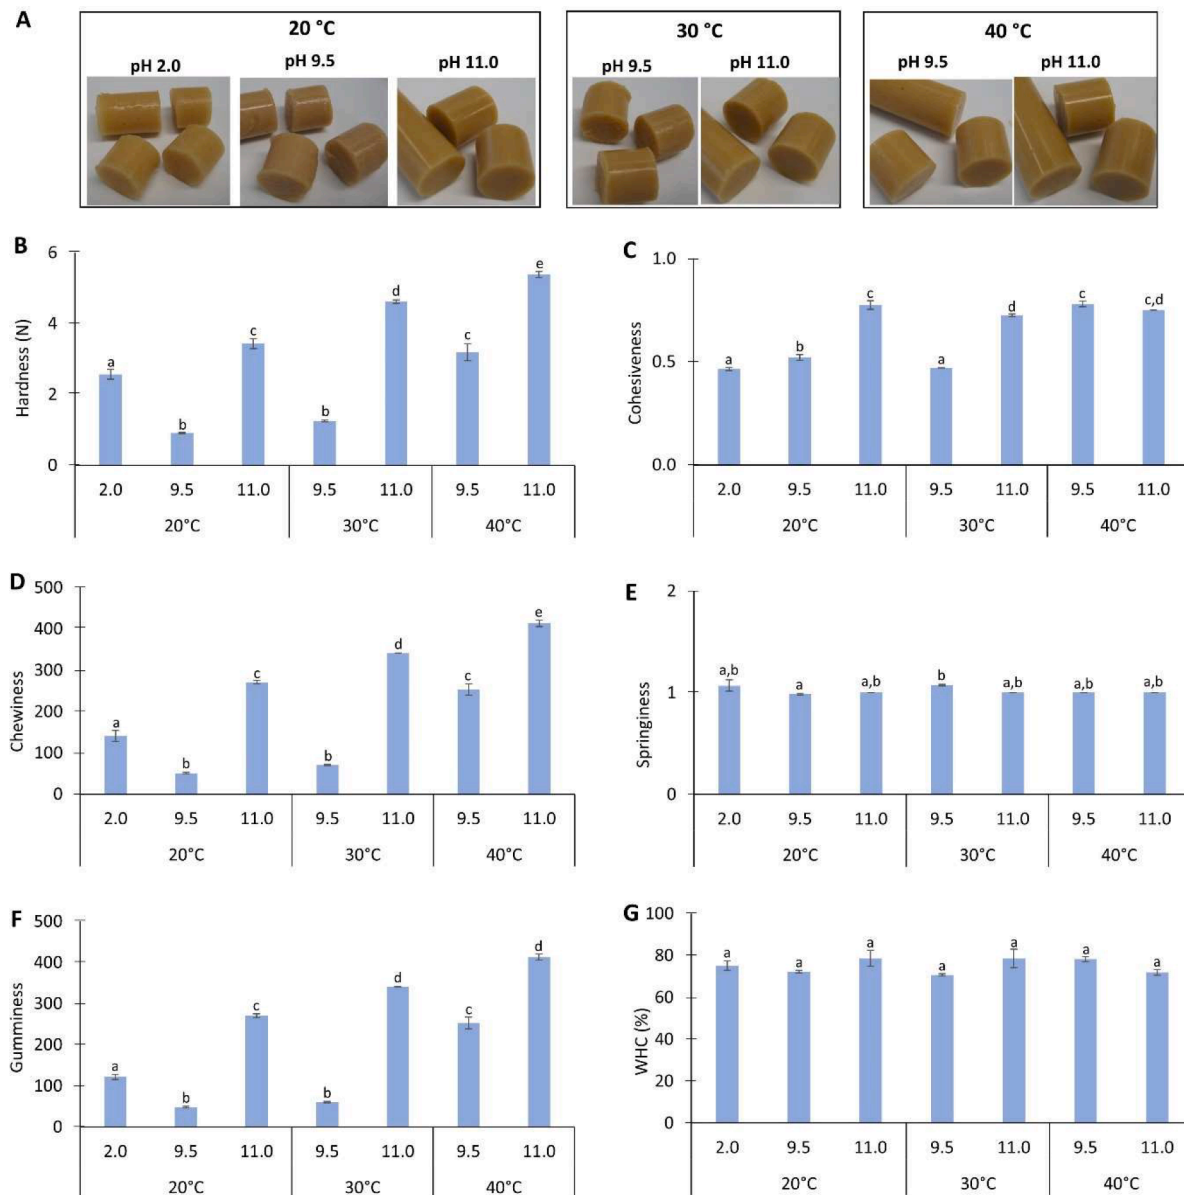 A
20 °C
30 °C
40 °C
pH 2.0 pH 9.5 pH 11.0
pH 9.5 pH 11.0
pH 9.5 pH 11.0
B
Hardness (N)
6
4
2
0
a b c b d c e
2.0 9.5 11.0 9.5 11.0 9.5 11.0
20°C 30°C 40°C
C
Cohesiveness
1.0
0.5
0.0
a b c a d c c,d
2.0 9.5 11.0 9.5 11.0 9.5 11.0
20°C 30°C 40°C
D
Chewiness
500
400
300
200
100
0
a b c b d c e
2.0 9.5 11.0 9.5 11.0 9.5 11.0
20°C 30°C 40°C
E
Springiness
2
1
0
a,b a a,b b a,b a,b a,b
2.0 9.5 11.0 9.5 11.0 9.5 11.0
20°C 30°C 40°C
F
Gumminess
500
400
300
200
100
0
a b c b d c d
2.0 9.5 11.0 9.5 11.0 9.5 11.0
20°C 30°C 40°C
G
WHC (%)
100
80
60
40
20
0
a a a a a a a
2.0 9.5 11.0 9.5 11.0 9.5 11.0
20°C 30°C 40°C